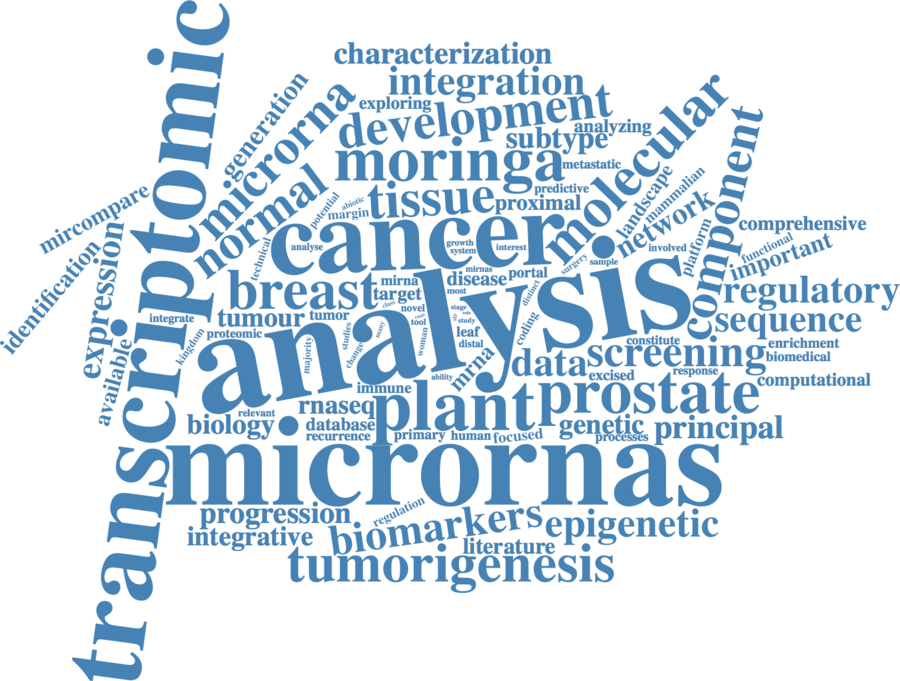 characterization
integration
exploring
development
analyzing
subtype
generation
microrna
moringa
metastatic
molecular
mircompare
normal
potential
abiotic
margin
tissue
predictive
proximal
landscape
mammalian
network
component
comprehensive
identification
expression
transcriptomic
technical
analyse
cancer
growth
system
interest
surgery
sample
involved
platform
functional
important
breast
mirna
mirnas
disease
portal
target
most
distinct
regulatory
integrate
tumour
tumor
class
novel
stage
role
study
tool
coding
sequence
available
kingdom
proteomic
majority
studies
change
many
woman
leaf
distal
analysis
constitute
enrichment
biomedical
data
screening
response
excised
computational
ability
mrna
immune
plant
prostate
relevant
rnaseq
biology
database
recurrence
primary
human
focused
genetic
processes
principal
micrornas
progression
regulation
integrative
biomarkers
epigenetic
literature
tumorigenesis